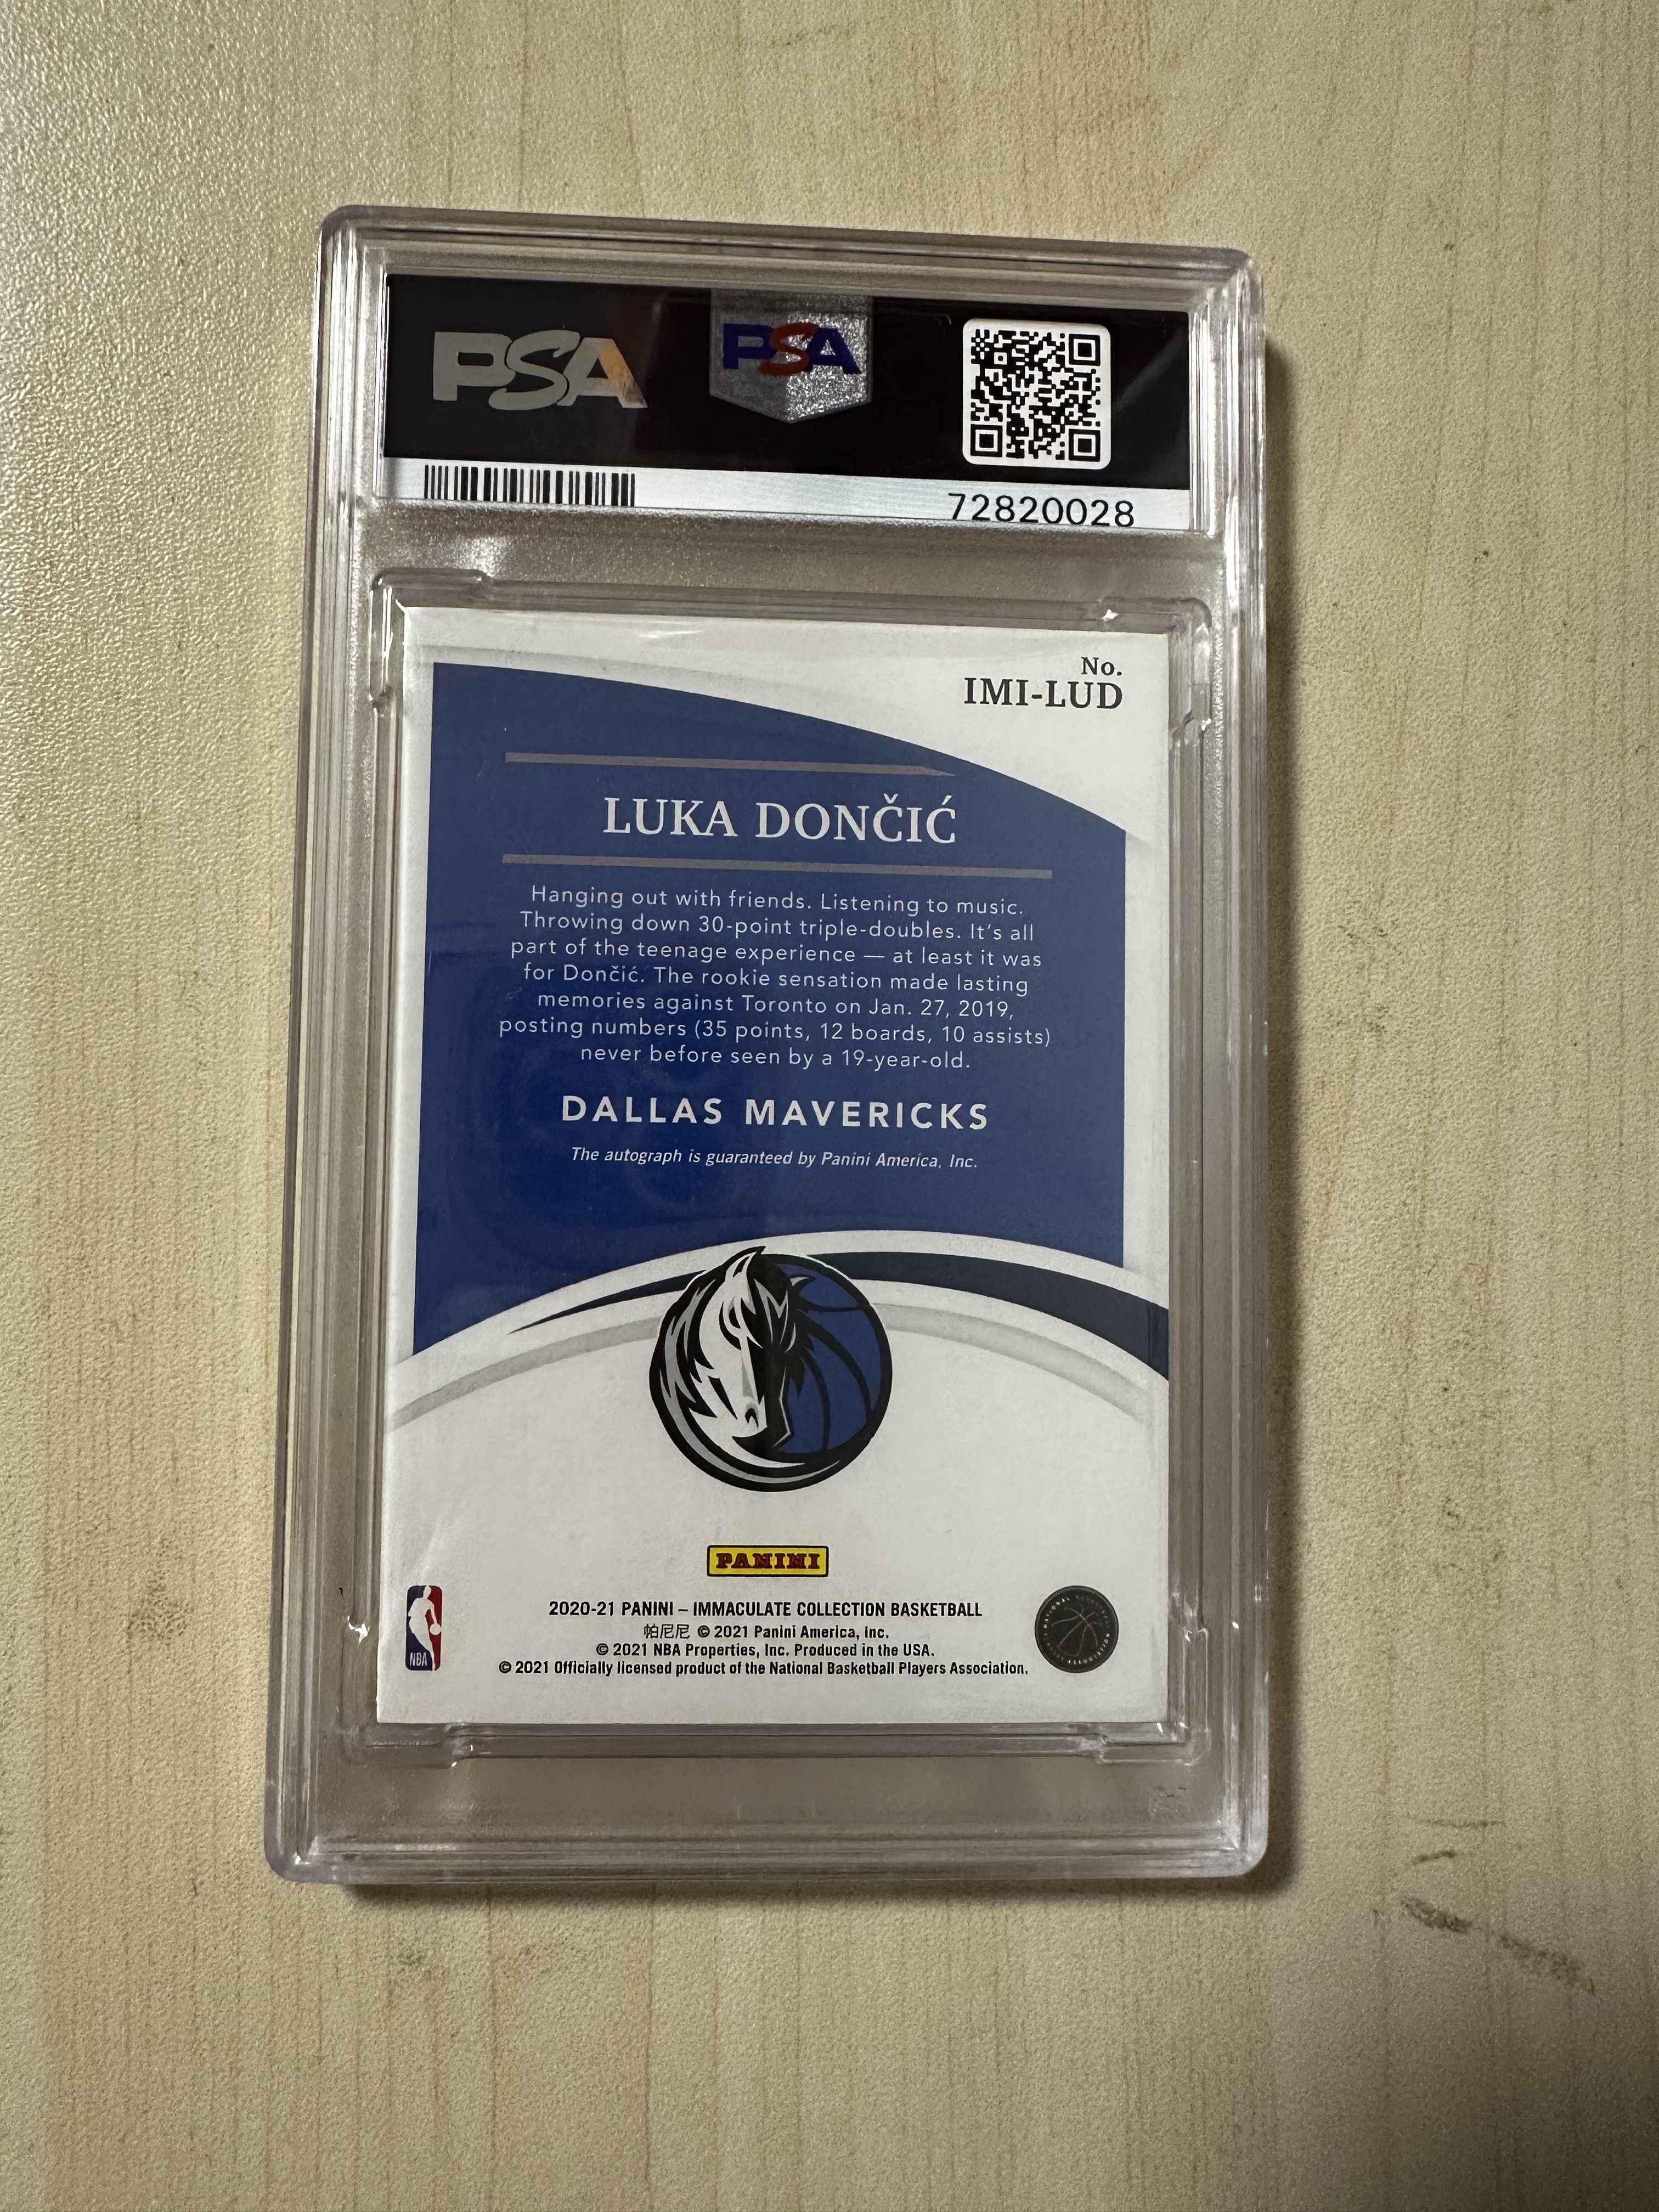 PSA
PSA
72820028
No.
IMI-LUD
LUKA DONČIĆ
Hanging out with friends. Listening to music.
Throwing down 30-point triple-doubles. It's all
part of the teenage experience — at least it was
for Dončić. The rookie sensation made lasting
memories against Toronto on Jan. 27, 2019,
posting numbers (35 points, 12 boards, 10 assists)
never before seen by a 19-year-old.
DALLAS MAVERICKS
The autograph is guaranteed by Panini America, Inc.
PANINI
NBA
2020-21 PANINI – IMMACULATE COLLECTION BASKETBALL
帕尼尼 © 2021 Panini America, Inc.
© 2021 NBA Properties, Inc. Produced in the USA.
© 2021 Officially licensed product of the National Basketball Players Association.